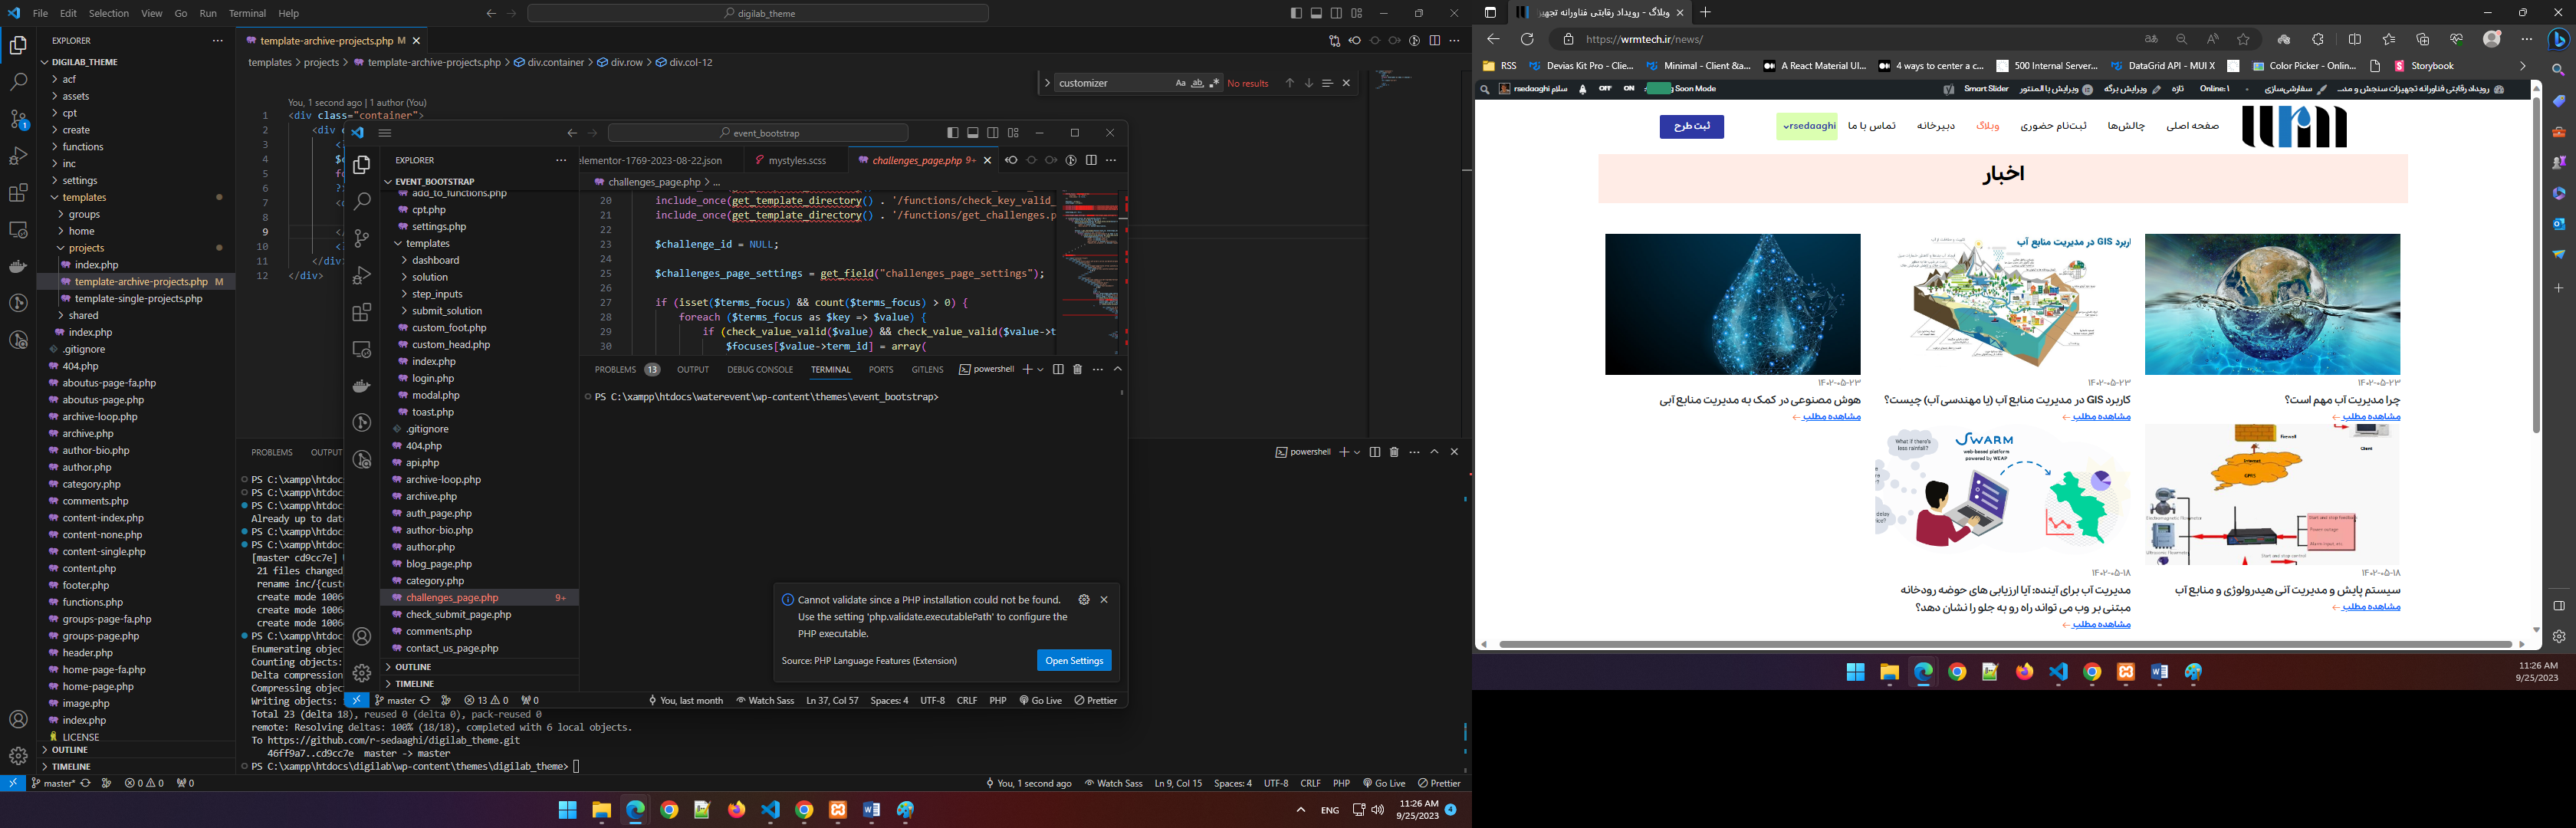 File Edit Selection View Go Run Terminal Help
digilab_theme
EXPLORER
DIGILAB_THEME
acf
assets
cpt
create
functions
inc
settings
templates
groups
home
projects
index.php
template-archive-projects.php M
template-single-projects.php
shared
index.php
.gitignore
404.php
aboutus-page-fa.php
aboutus-page.php
archive-loop.php
archive.php
author-bio.php
author.php
category.php
comments.php
content-index.php
content-none.php
content-single.php
content.php
footer.php
functions.php
groups-page-fa.php
groups-page.php
header.php
home-page-fa.php
home-page.php
image.php
index.php
LICENSE
OUTLINE
TIMELINE
template-archive-projects.php M
templates > projects > template-archive-projects.php > div.container > div.row > div.col-12
customizer
No results
You, 1 second ago | 1 author (You)
1 <div class="container">
2 <div c
3 <
4 $
5 fo
6 ?
7 <
8
9 </
10 <
11 </di
12 </div>
PROBLEMS OUTPUT
powershell
PS C:\xampp\htdoc
PS C:\xampp\htdoc
PS C:\xampp\htdoc
Already up to dat
PS C:\xampp\htdoc
PS C:\xampp\htdoc
[master cd9cc7e]
21 files changed
rename inc/{cust
create mode 1006
create mode 1006
create mode 1006
PS C:\xampp\htdoc
Enumerating objec
Counting objects:
Delta compression
Compressing objec
Writing objects:
Total 23 (delta 18), reused 0 (delta 0), pack-reused 0
remote: Resolving deltas: 100% (18/18), completed with 6 local objects.
To https://github.com/r-sedaaghi/digilab_theme.git
46ff9a7..cd9cc7e master -> master
PS C:\xampp\htdocs\digilab\wp-content\themes\digilab_theme>
master* 0 0 0
You, 1 second ago Watch Sass Ln 9, Col 15 Spaces: 4 UTF-8 CRLF PHP Go Live Prettier
ENG
11:26 AM
9/25/2023
4
event_bootstrap
EXPLORER
EVENT_BOOTSTRAP
add_to_functions.php
cpt.php
settings.php
templates
dashboard
solution
step_inputs
submit_solution
custom_foot.php
custom_head.php
index.php
login.php
modal.php
toast.php
.gitignore
404.php
api.php
archive-loop.php
archive.php
auth_page.php
author-bio.php
author.php
blog_page.php
category.php
challenges_page.php 9+
check_submit_page.php
comments.php
contact_us_page.php
OUTLINE
TIMELINE
elementor-1769-2023-08-22.json mystyles.scss challenges_page.php 9+
challenges_page.php > ...
20 include_once(get_template_directory() . '/functions/check_key_valid_
21 include_once(get_template_directory() . '/functions/get_challenges.p
22
23 $challenge_id = NULL;
24
25 $challenges_page_settings = get_field("challenges_page_settings");
26
27 if (isset($terms_focus) && count($terms_focus) > 0) {
28 foreach ($terms_focus as $key => $value) {
29 if (check_value_valid($value) && check_value_valid($value->t
30 $focuses[$value->term_id] = array(
PROBLEMS 13 OUTPUT DEBUG CONSOLE TERMINAL PORTS GITLENS powershell
PS C:\xampp\htdocs\waterevent\wp-content\themes\event_bootstrap>
Cannot validate since a PHP installation could not be found.
Use the setting 'php.validate.executablePath' to configure the
PHP executable.
Source: PHP Language Features (Extension)
Open Settings
master 13 0 0
You, last month Watch Sass Ln 37, Col 57 Spaces: 4 UTF-8 CRLF PHP Go Live Prettier
وبلاگ - رویداد رقابتی فناورانه تجهیز
https://wrmtech.ir/news/
RSS Devias Kit Pro - Clie... Minimal - Client &a... A React Material UI... 4 ways to center a c... 500 Internal Server... DataGrid API - MUI X Color Picker - Onlin... Storybook
رویداد رقابتی فناورانه تجهیزات سنجش و مد... سفارشی‌سازی Online: 1 تازه ویرایش برگه ویرایش با المنتور Smart Slider
Soon Mode ON OFF سلام rsedaaghi
صفحه اصلی چالش‌ها ثبت‌نام حضوری دبیرخانه وبلاگ تماس با ما rsedaaghi ثبت طرح
اخبار
کاربرد GIS در مدیریت منابع آب
۱۴۰۲-۰۵-۲۳
چرا مدیریت آب مهم است؟
مشاهده مطلب ←
۱۴۰۲-۰۵-۲۳
کاربرد GIS در مدیریت منابع آب (یا مهندسی آب) چیست؟
مشاهده مطلب ←
۱۴۰۲-۰۵-۲۳
هوش مصنوعی در کمک به مدیریت منابع آبی
مشاهده مطلب ←
Firewall
Client
Internet
GPRS
Start and stop control
۱۴۰۲-۰۵-۱۸
سیستم پایش و مدیریت آنی هیدرولوژی و منابع آب
مشاهده مطلب ←
What if there's
less rainfall?
SWARM
web-based platform
powered by WEAP
delay
۱۴۰۲-۰۵-۱۸
مدیریت آب برای آینده: آیا ارزیابی های حوضه رودخانه
مبتنی بر وب می تواند راه رو به جلو را نشان دهد؟
مشاهده مطلب ←
11:26 AM
9/25/2023